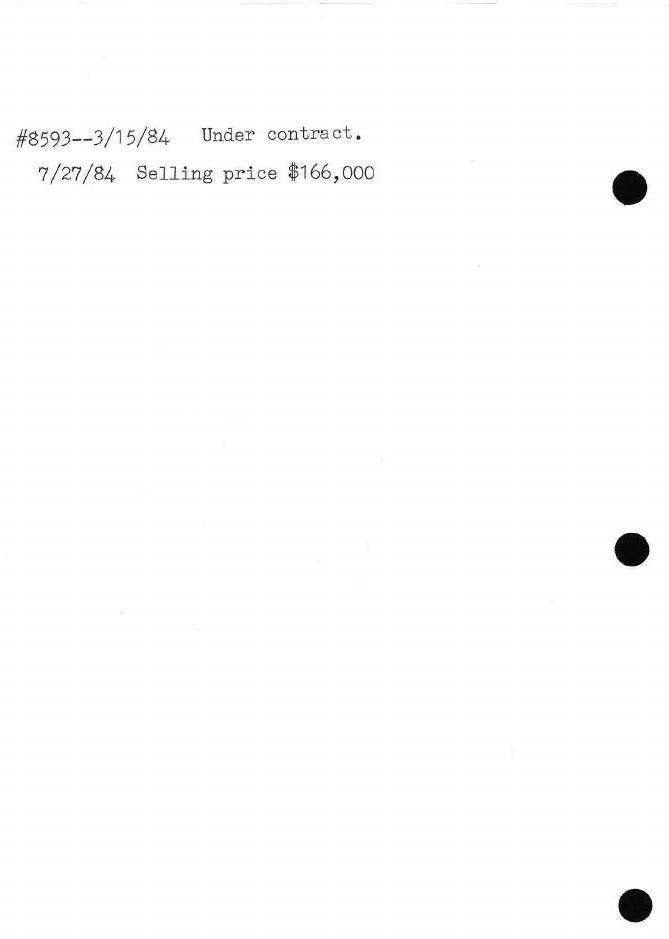 #8593--3/15/84 Under contract.
7/27/84 Selling price $166,000